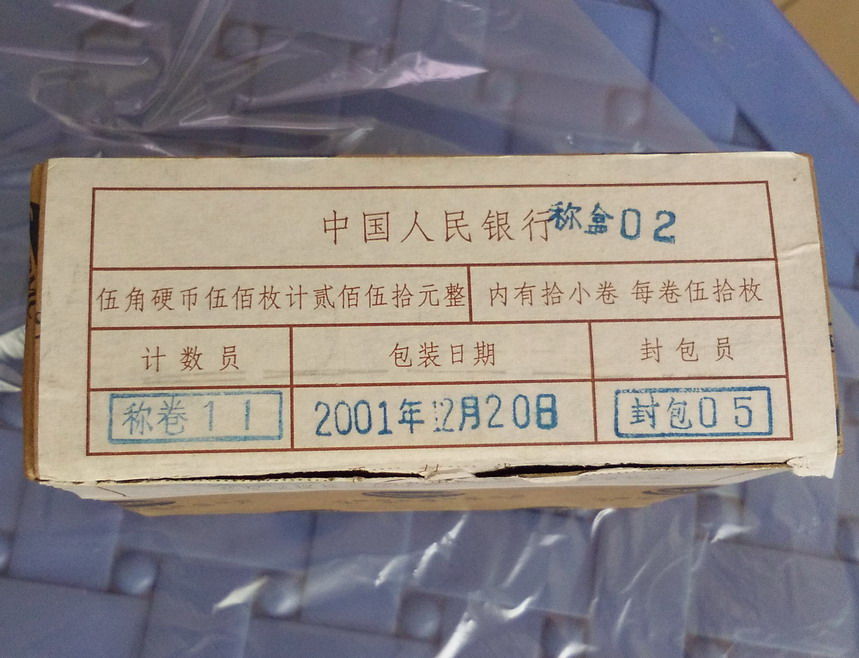 中国人民银行 称盒02
伍角硬币伍佰枚计贰佰伍拾元整 内有拾小卷 每卷伍拾枚
计数员 包装日期 封包员
称卷11 2001年12月20日 封包05